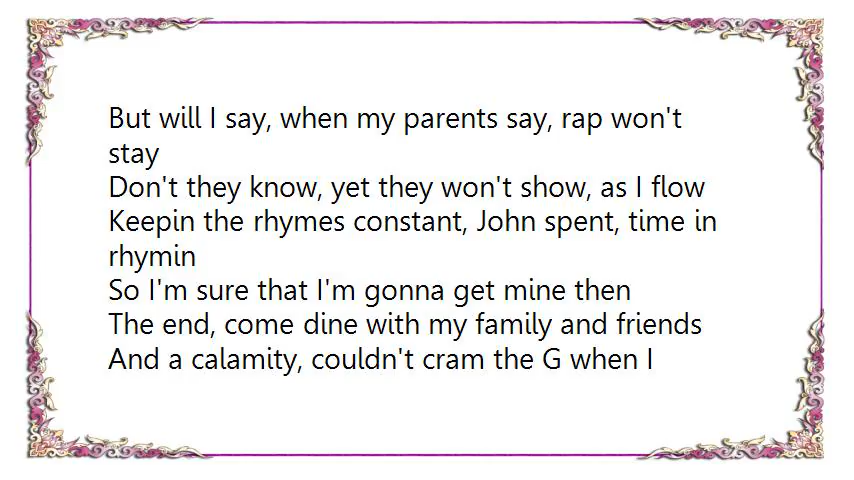 But will I say, when my parents say, rap won't
stay
Don't they know, yet they won't show, as I flow
Keepin the rhymes constant, John spent, time in
rhymin
So I'm sure that I'm gonna get mine then
The end, come dine with my family and friends
And a calamity, couldn't cram the G when I